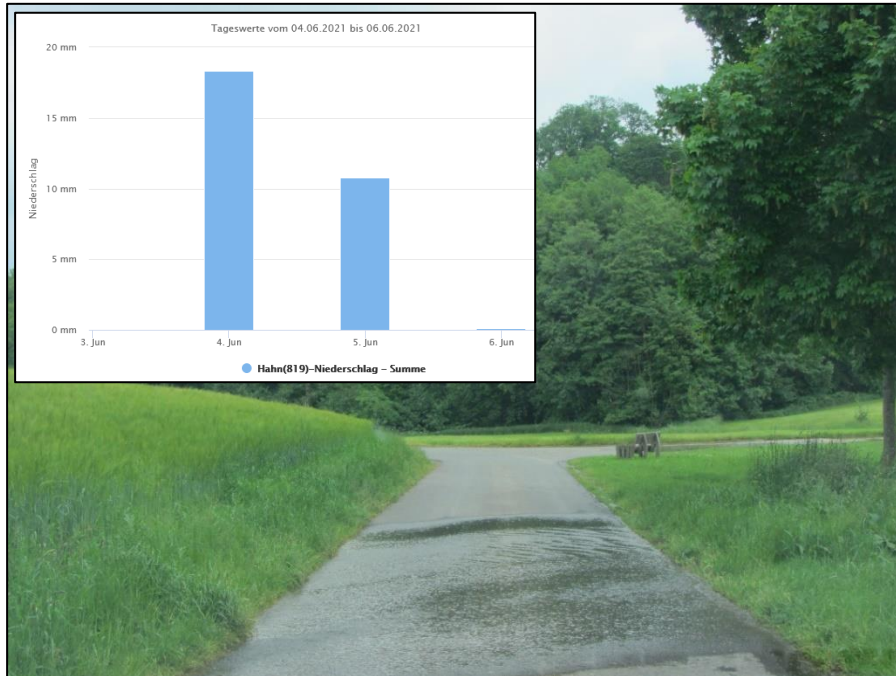 Tageswerte vom 04.06.2021 bis 06.06.2021
20 mm
15 mm
10 mm
5 mm
0 mm
Niederschlag
3. Jun 4. Jun 5. Jun 6. Jun
Hahn(819)–Niederschlag – Summe